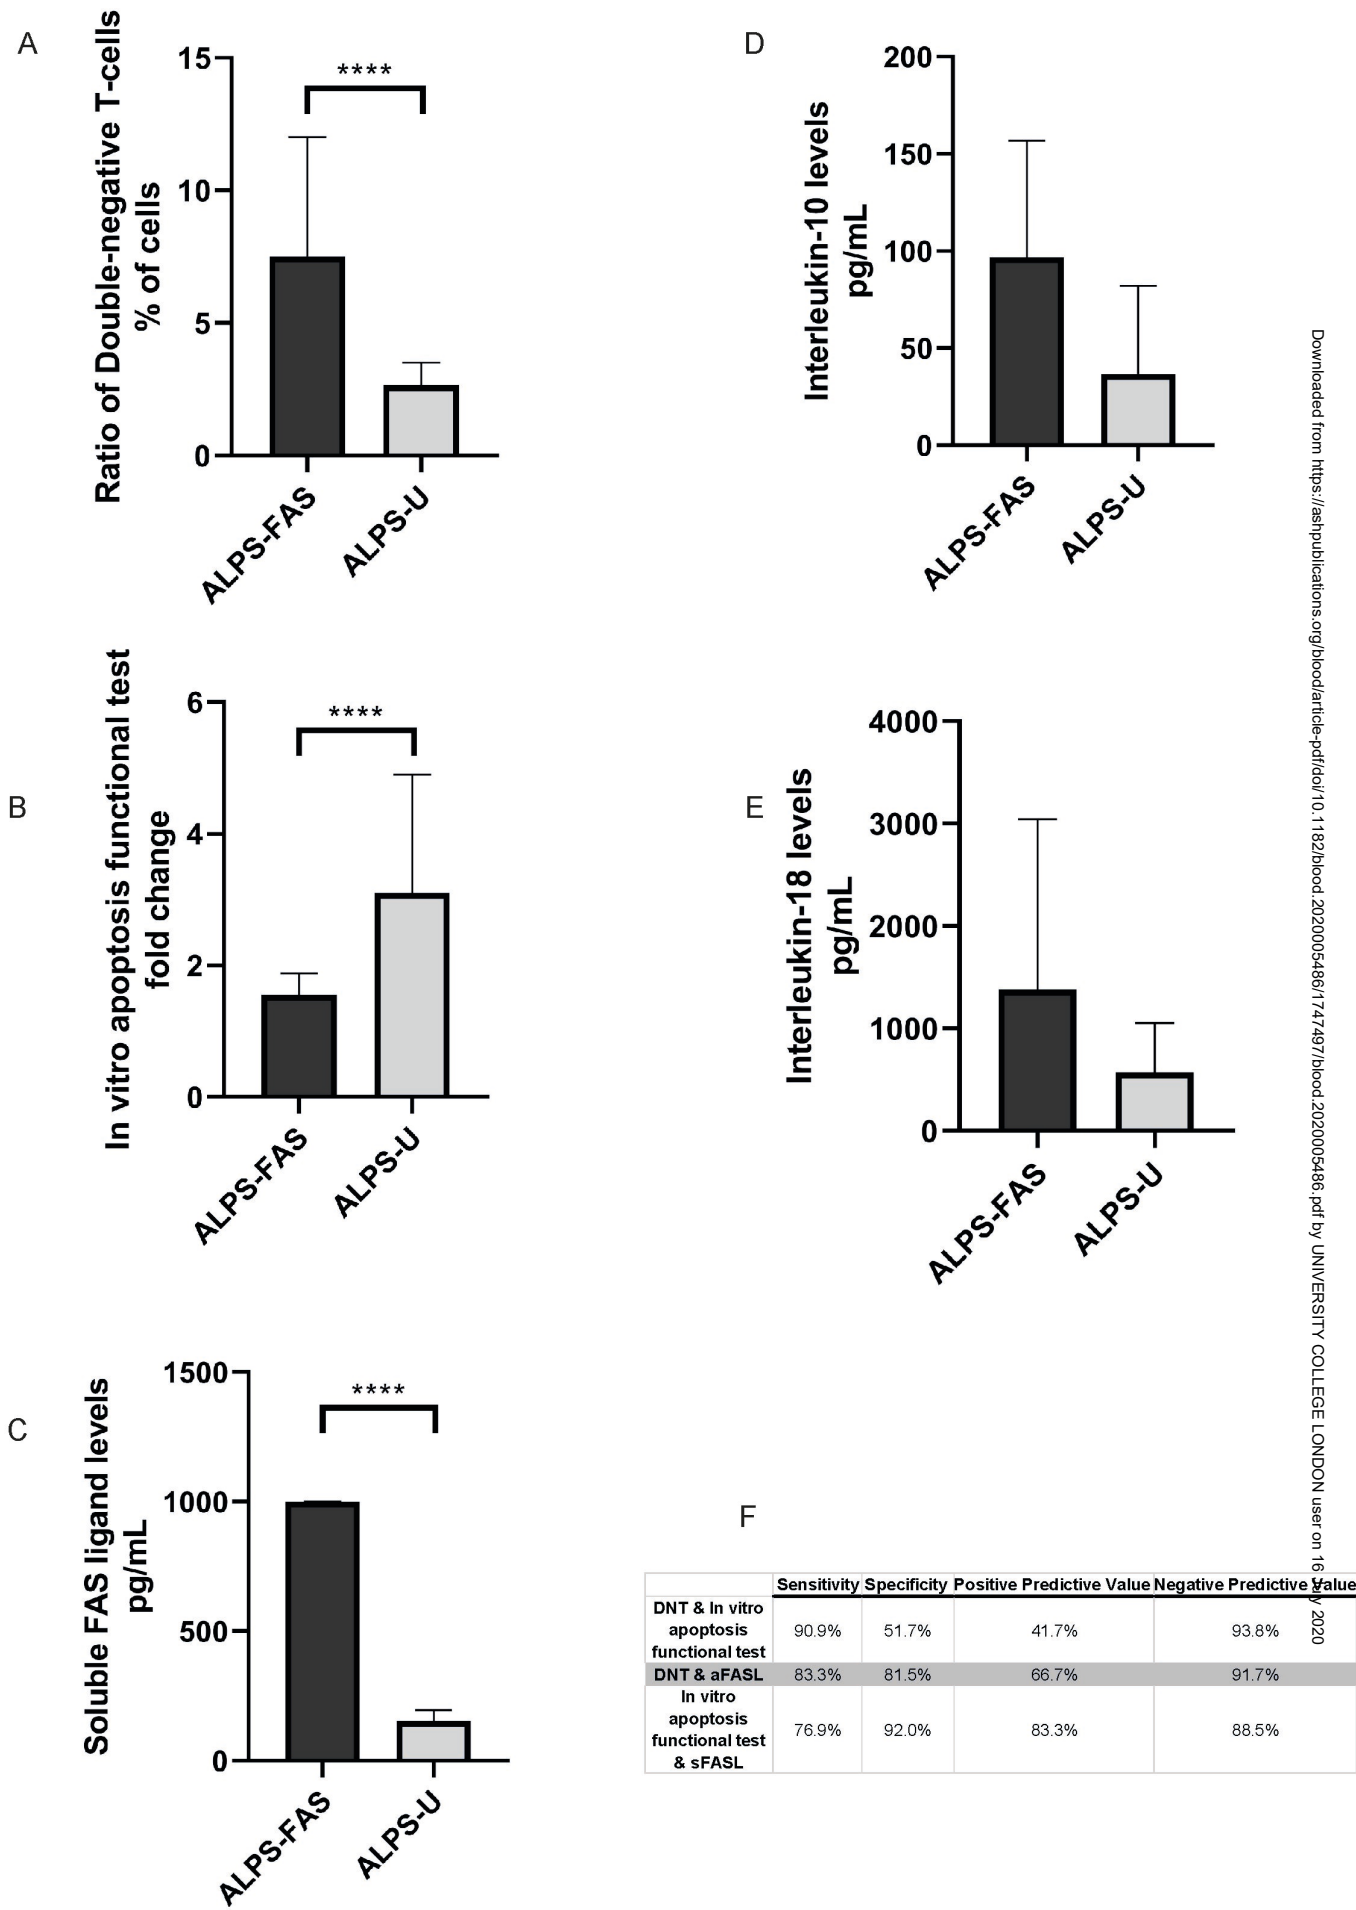 A
Ratio of Double-negative T-cells
% of cells
15
10
5
0
****
ALPS-FAS
ALPS-U
D
Interleukin-10 levels
pg/mL
200
150
100
50
0
ALPS-FAS
ALPS-U
B
In vitro apoptosis functional test
fold change
6
4
2
0
****
ALPS-FAS
ALPS-U
E
Interleukin-18 levels
pg/mL
4000
3000
2000
1000
0
ALPS-FAS
ALPS-U
C
Soluble FAS ligand levels
pg/mL
1500
1000
500
0
****
ALPS-FAS
ALPS-U
F
Sensitivity Specificity Positive Predictive Value Negative Predictive Value
DNT & In vitro
apoptosis
functional test
90.9% 51.7% 41.7% 93.8%
DNT & aFASL 83.3% 81.5% 66.7% 91.7%
In vitro
apoptosis
functional test
& sFASL
76.9% 92.0% 83.3% 88.5%
Downloaded from https://ashpublications.org/blood/article-pdf/doi/10.1182/blood.2020005486/1747497/blood.2020005486.pdf by UNIVERSITY COLLEGE LONDON user on 16 July 2020